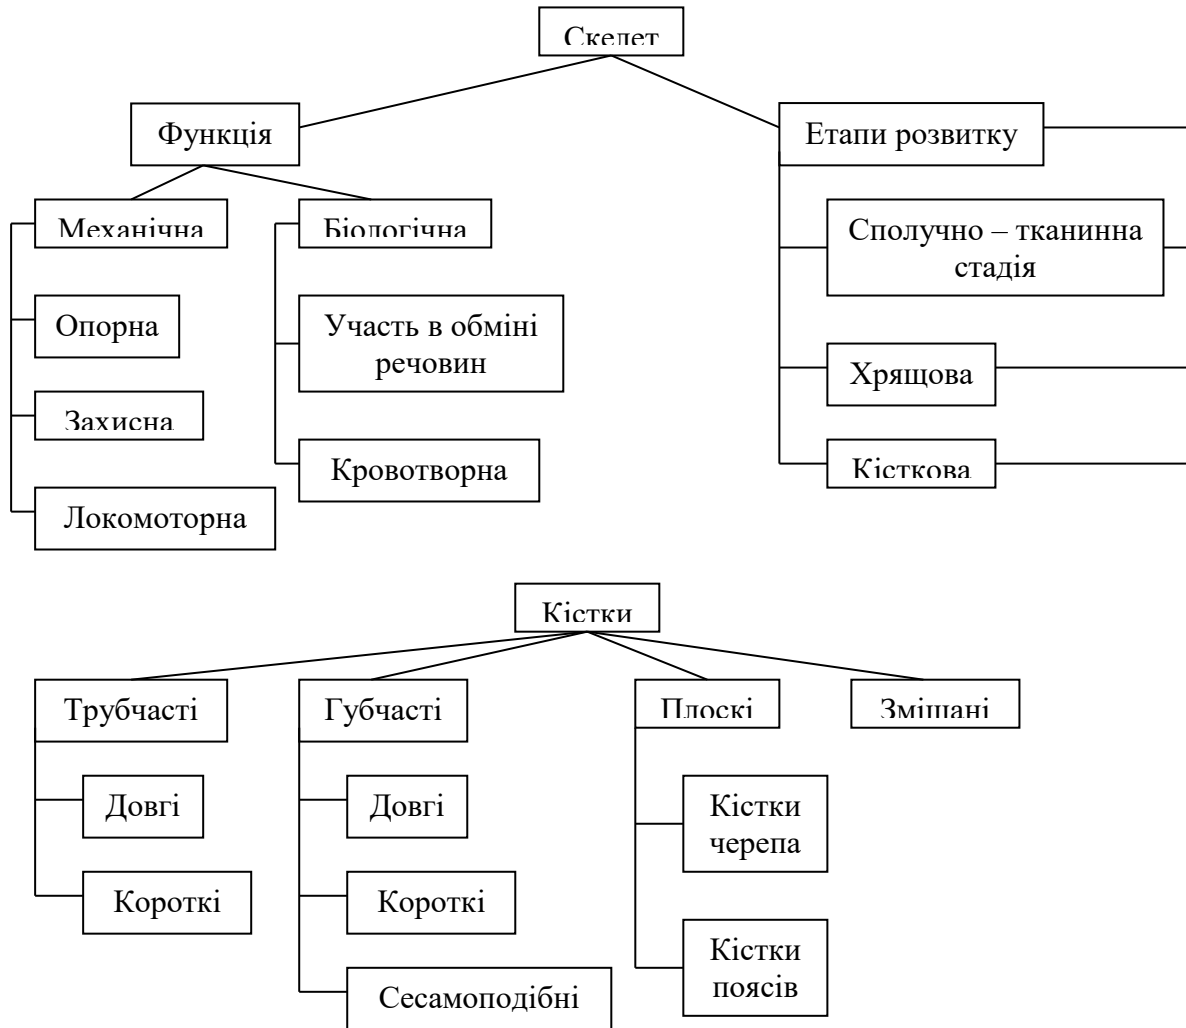 Скелет
Функція
Етапи розвитку
Механічна
Біологічна
Сполучно – тканинна
стадія
Опорна
Участь в обміні
речовин
Хрящова
Захисна
Кровотворна
Кісткова
Локомоторна
Кістки
Трубчасті
Губчасті
Плоскі
Змішані
Довгі
Довгі
Кістки
черепа
Короткі
Короткі
Кістки
поясів
Сесамоподібні